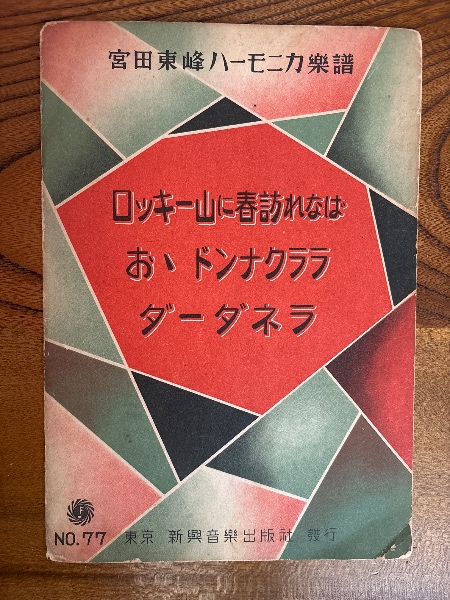 宮田東峰ハーモニカ樂譜
ロッキー山に春訪れなば
おゝドンナクララ
ダーダネラ
NO.77 東京 新興音樂出版社 發行